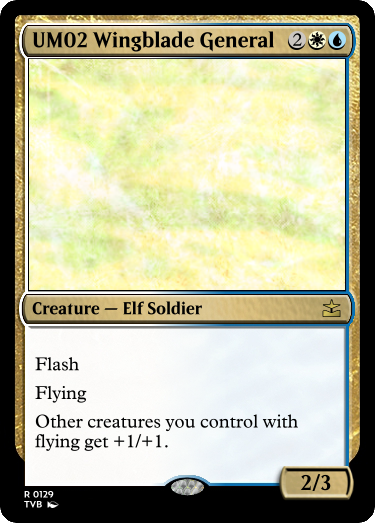 UM02 Wingblade General 2
Creature — Elf Soldier
Flash
Flying
Other creatures you control with
flying get +1/+1.
2/3
R 0129
TVB